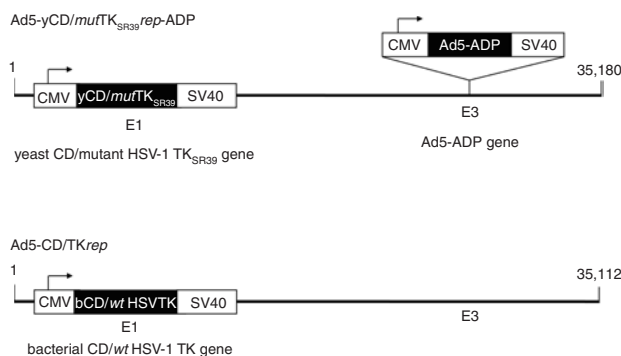 Ad5-yCD/mutTKSR39rep-ADP
CMV Ad5-ADP SV40
1 35,180
CMV yCD/mutTKSR39 SV40
E1 E3
yeast CD/mutant HSV-1 TKSR39 gene Ad5-ADP gene
Ad5-CD/TKrep
1 35,112
CMV bCD/wt HSVTK SV40
E1 E3
bacterial CD/wt HSV-1 TK gene